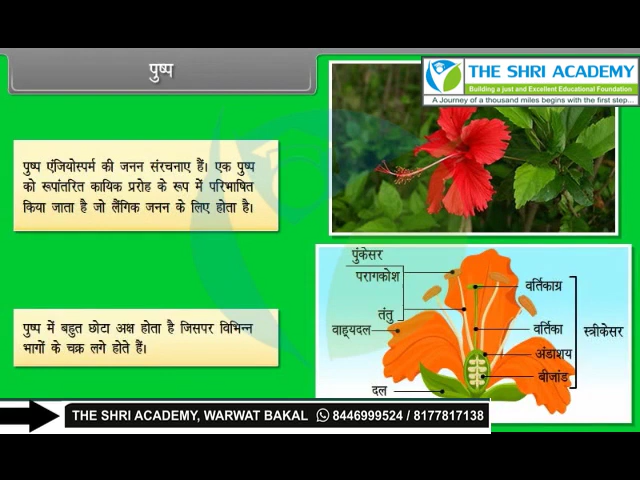 पुष्प
THE SHRI ACADEMY
Building a just and Excellent Educational Foundation
A Journey of a thousand miles begins with the first step...
पुष्प एंजियोस्पर्म की जनन संरचनाए हैं। एक पुष्प
को रूपांतरित कायिक प्ररोह के रूप में परिभाषित
किया जाता है जो लैंगिक जनन के लिए होता है।
पुष्प में बहुत छोटा अक्ष होता है जिसपर विभिन्न
भागों के चक्र लगे होते हैं।
पुंकेसर
परागकोश
तंतु
वाह्यदल
दल
वर्तिकाग्र
वर्तिका
अंडाशय
बीजांड
स्त्रीकेसर
THE SHRI ACADEMY, WARWAT BAKAL 8446999524 / 8177817138